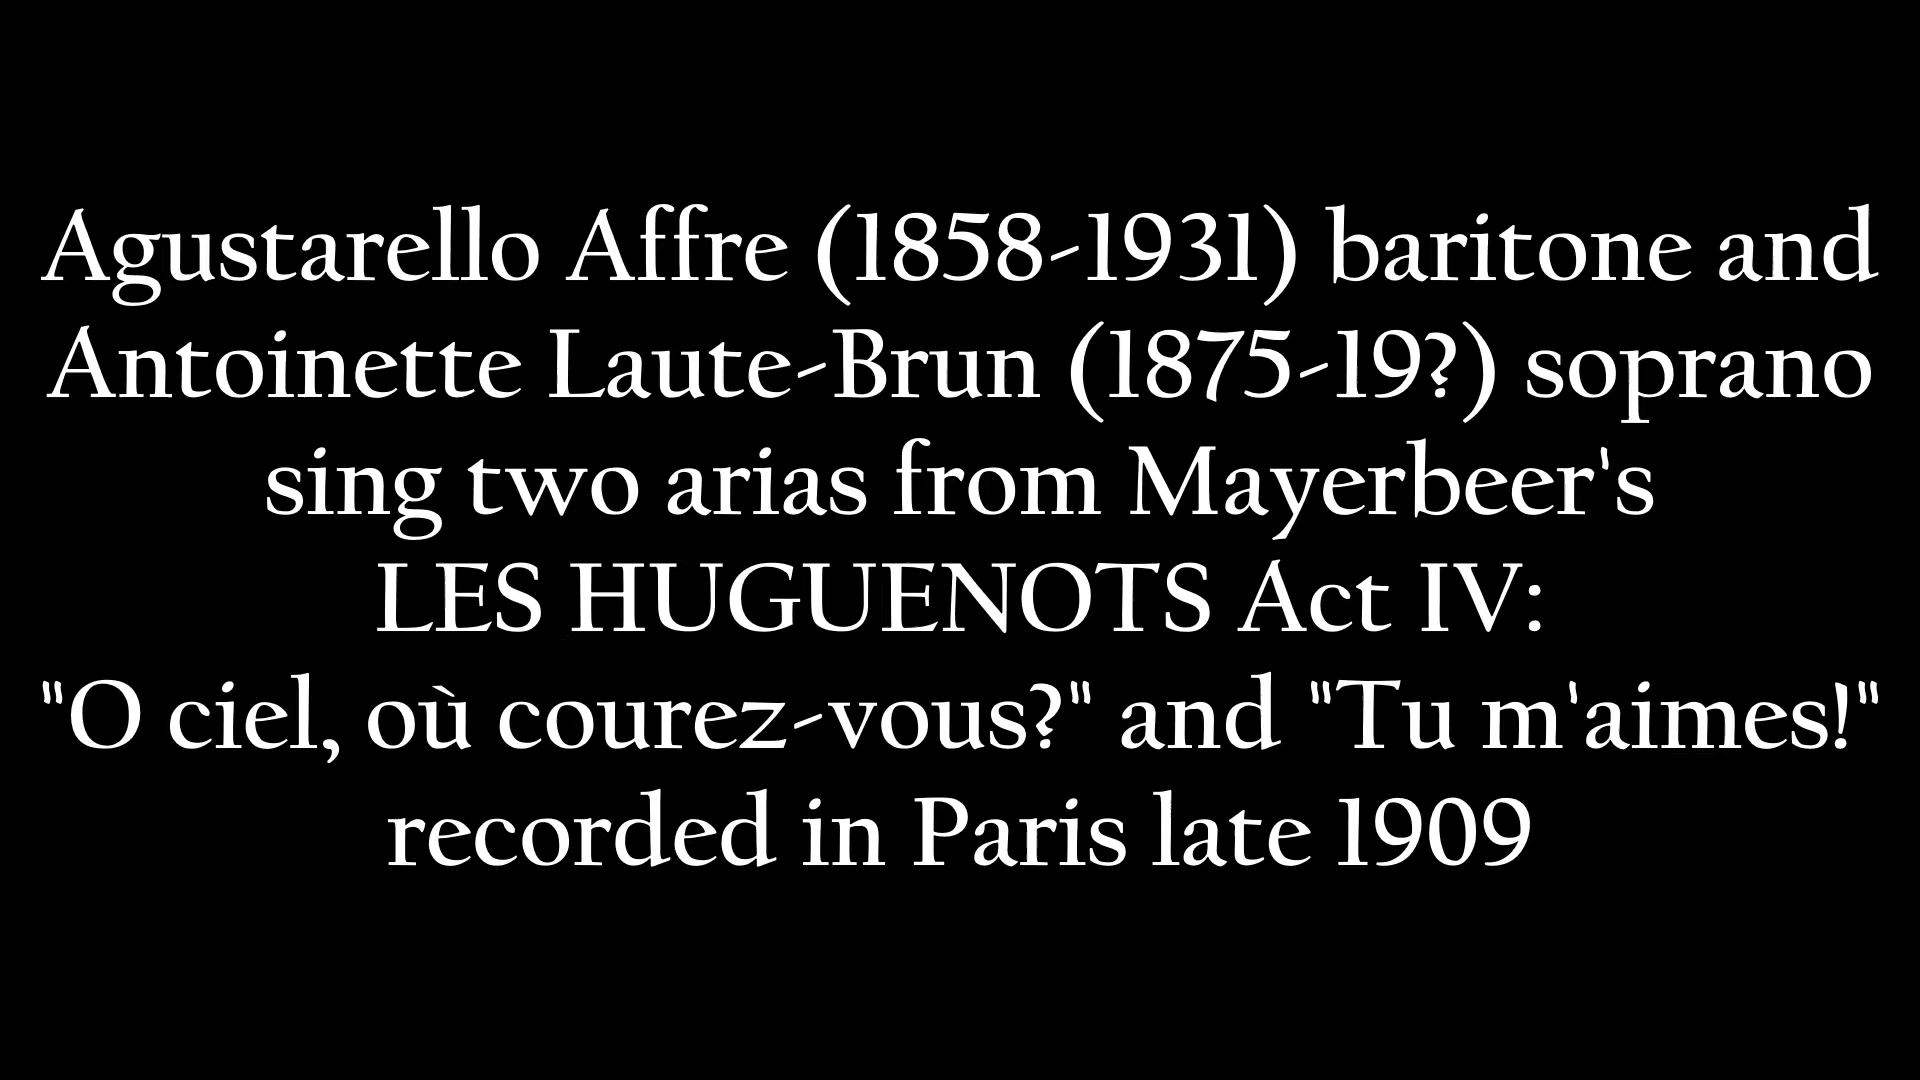 Agustarello Affre (1858-1931) baritone and
Antoinette Laute-Brun (1875-19?) soprano
sing two arias from Mayerbeer's
LES HUGUENOTS Act IV:
"O ciel, où courez-vous?" and "Tu m'aimes!"
recorded in Paris late 1909